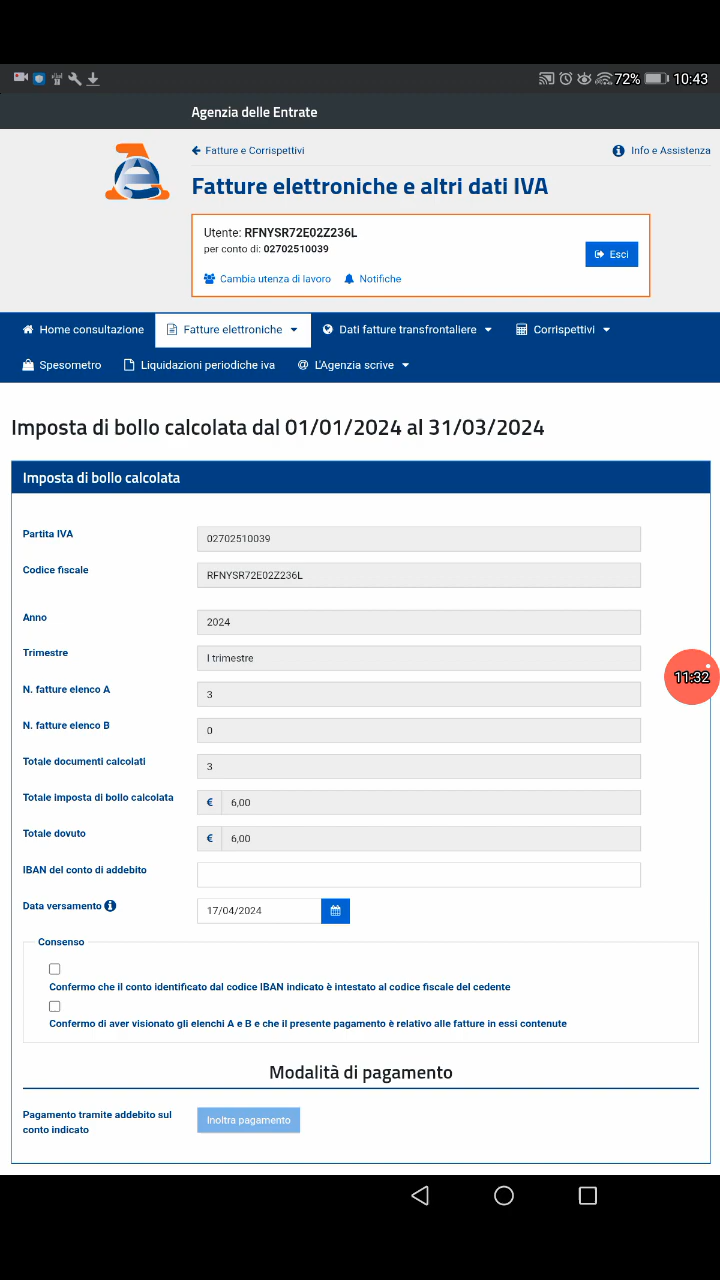 72% 10:43
Agenzia delle Entrate
Fatture e Corrispettivi
Info e Assistenza
Fatture elettroniche e altri dati IVA
Utente: RFNYSR72E02Z236L
per conto di: 02702510039
Esci
Cambia utenza di lavoro Notifiche
Home consultazione Fatture elettroniche Dati fatture transfrontaliere Corrispettivi
Spesometro Liquidazioni periodiche iva L'Agenzia scrive
Imposta di bollo calcolata dal 01/01/2024 al 31/03/2024
Imposta di bollo calcolata
Partita IVA 02702510039
Codice fiscale RFNYSR72E02Z236L
Anno 2024
Trimestre I trimestre
11:32
N. fatture elenco A 3
N. fatture elenco B 0
Totale documenti calcolati 3
Totale imposta di bollo calcolata € 6,00
Totale dovuto € 6,00
IBAN del conto di addebito
Data versamento 17/04/2024
Consenso
Confermo che il conto identificato dal codice IBAN indicato è intestato al codice fiscale del cedente
Confermo di aver visionato gli elenchi A e B e che il presente pagamento è relativo alle fatture in essi contenute
Modalità di pagamento
Pagamento tramite addebito sul
conto indicato
Inoltra pagamento